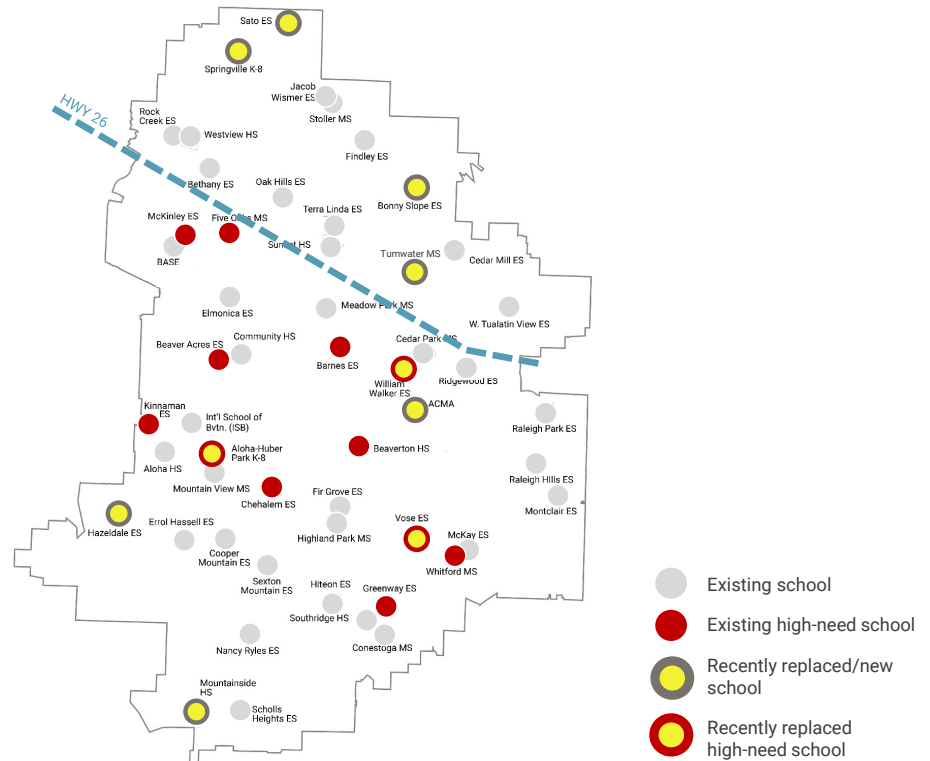 Sato ES
Springville K-8
Jacob
Wismer ES
Stoller MS
HWY 26
Rock
Creek ES
Westview HS
Findley ES
Bethany ES
Oak Hills ES
Bonny Slope ES
Terra Linda ES
McKinley ES
Five Oaks MS
Sunset HS
BASE
Tumwater MS
Cedar Mill ES
Elmonica ES
Meadow Park MS
W. Tualatin View ES
Community HS
Beaver Acres ES
Cedar Park MS
Barnes ES
Ridgewood ES
William
Walker ES
ACMA
Kinnaman
ES
Int'l School of
Bvtn. (ISB)
Raleigh Park ES
Aloha-Huber
Park K-8
Beaverton HS
Aloha HS
Raleigh HIlls ES
Mountain View MS
Chehalem ES
Fir Grove ES
Montclair ES
Vose ES
Errol Hassell ES
Hazeldale ES
Highland Park MS
McKay ES
Cooper
Mountain ES
Whitford MS
Sexton
Mountain ES
Hiteon ES
Greenway ES
Southridge HS
Nancy Ryles ES
Conestoga MS
Mountainside
HS
Scholls
Heights ES
Existing school
Existing high-need school
Recently replaced/new
school
Recently replaced
high-need school